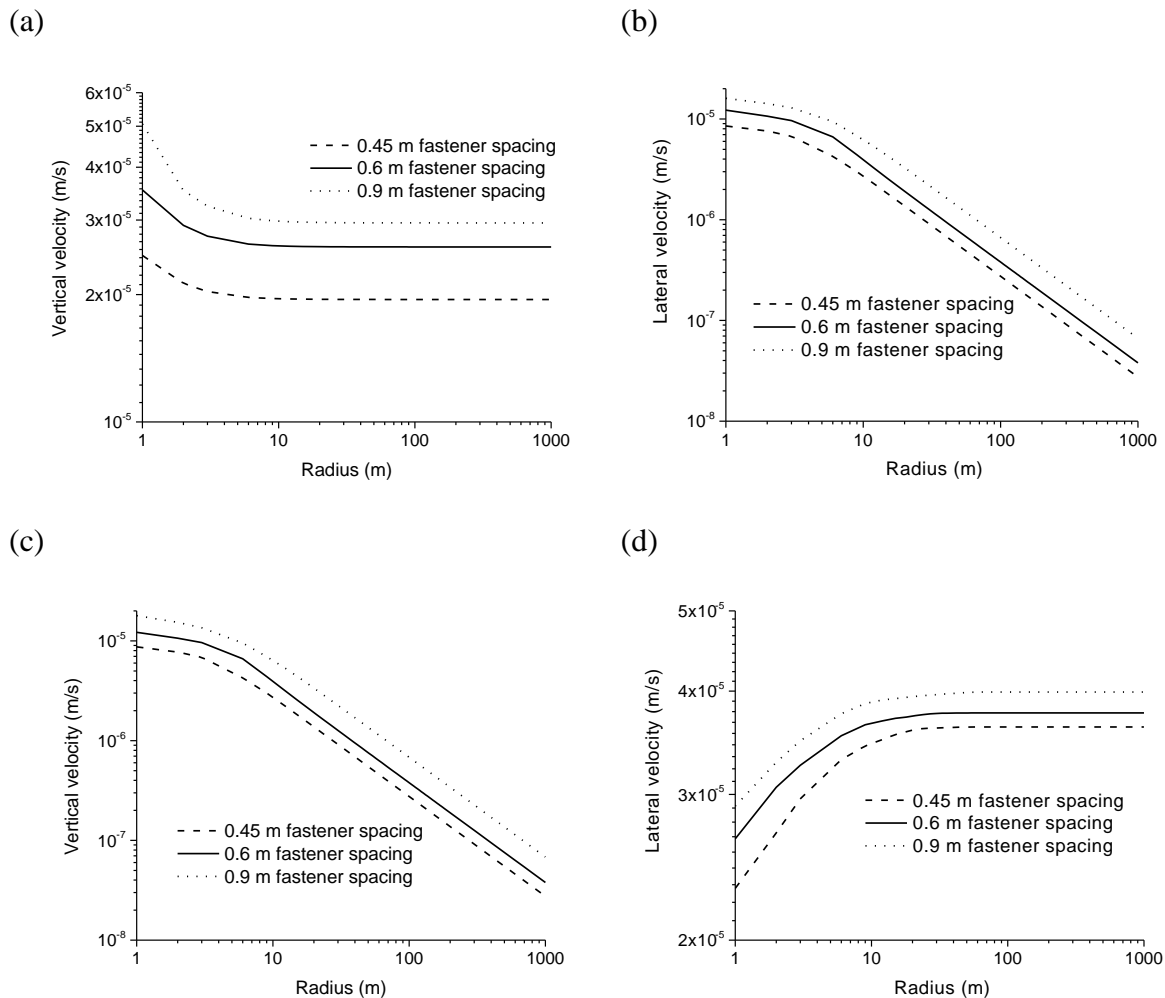 (a)
6x10⁻⁵
5x10⁻⁵
4x10⁻⁵
3x10⁻⁵
2x10⁻⁵
10⁻⁵
Vertical velocity (m/s)
0.45 m fastener spacing
0.6 m fastener spacing
0.9 m fastener spacing
1 10 100 1000
Radius (m)
(b)
10⁻⁵
10⁻⁶
10⁻⁷
10⁻⁸
Lateral velocity (m/s)
0.45 m fastener spacing
0.6 m fastener spacing
0.9 m fastener spacing
1 10 100 1000
Radius (m)
(c)
10⁻⁵
10⁻⁶
10⁻⁷
10⁻⁸
Vertical velocity (m/s)
0.45 m fastener spacing
0.6 m fastener spacing
0.9 m fastener spacing
1 10 100 1000
Radius (m)
(d)
5x10⁻⁵
4x10⁻⁵
3x10⁻⁵
2x10⁻⁵
Lateral velocity (m/s)
0.45 m fastener spacing
0.6 m fastener spacing
0.9 m fastener spacing
1 10 100 1000
Radius (m)